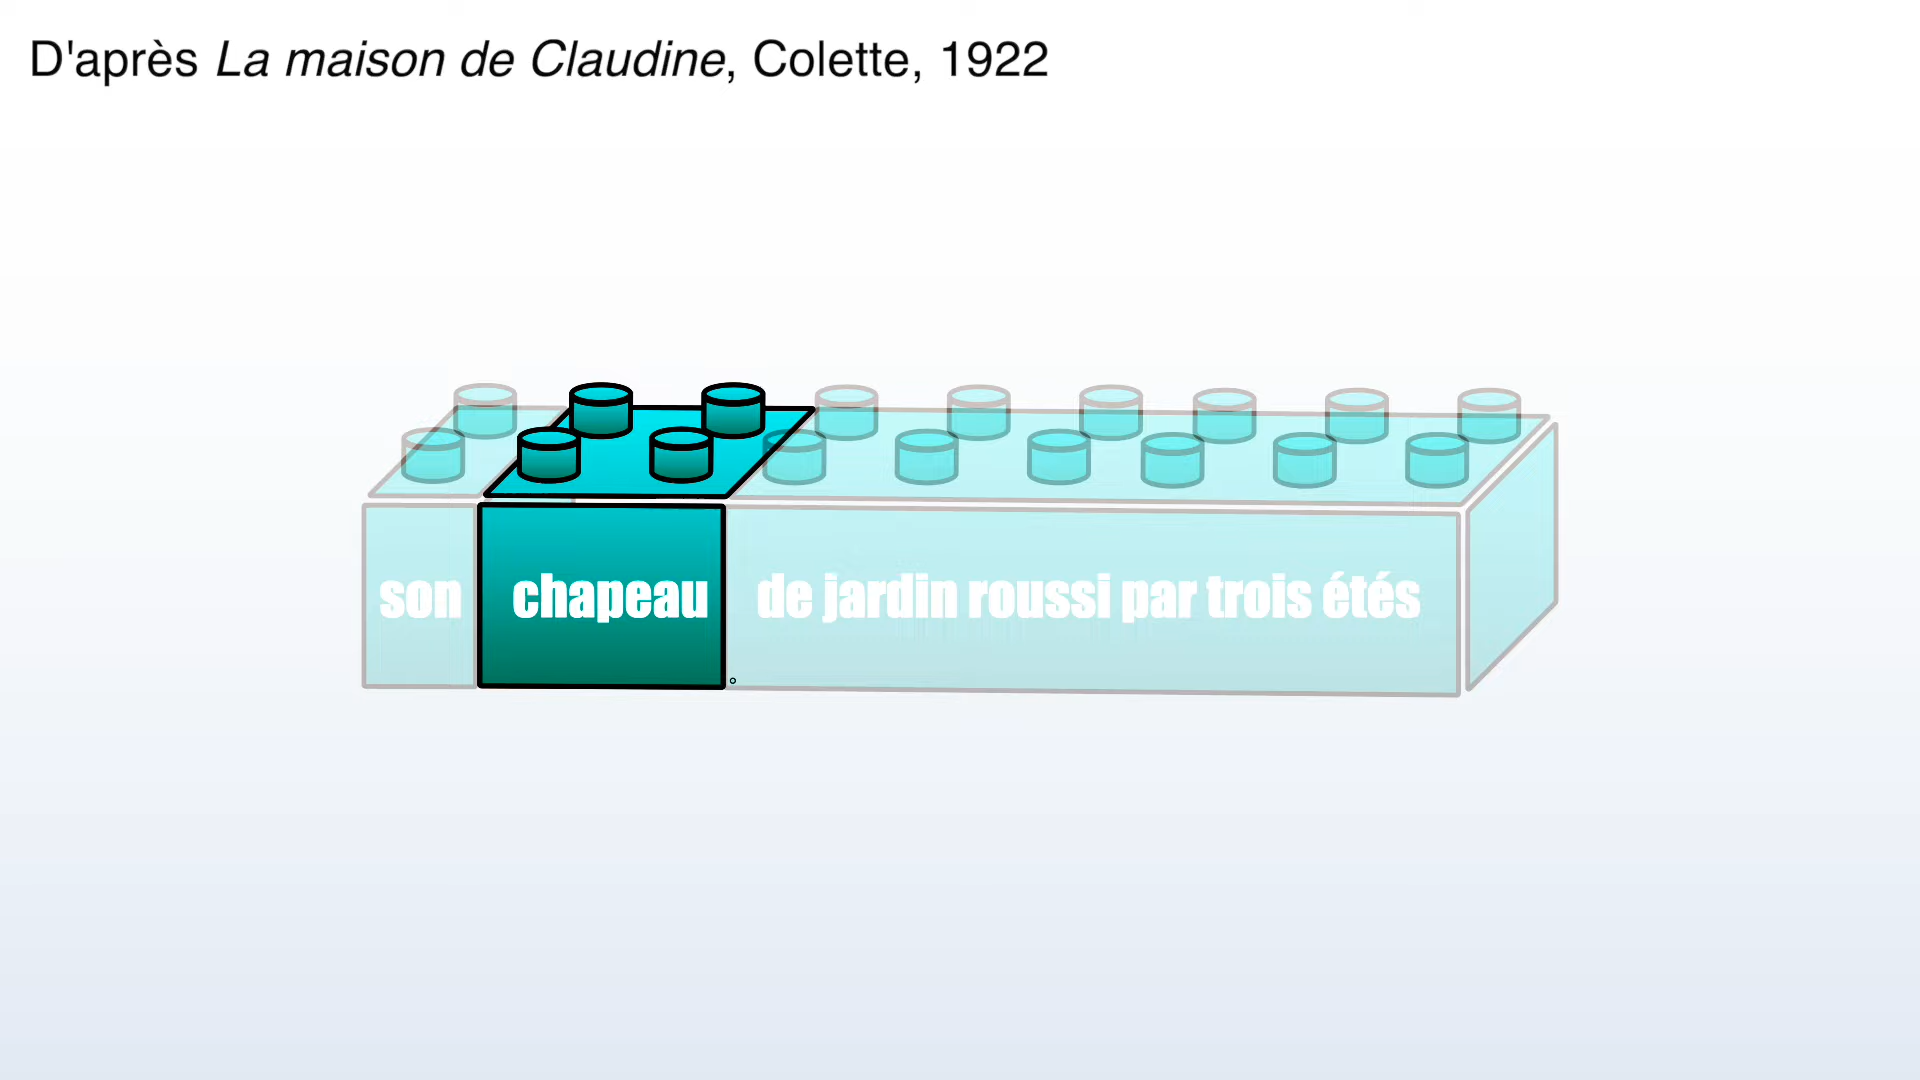 D'après La maison de Claudine, Colette, 1922
son chapeau de jardin roussi par trois étés